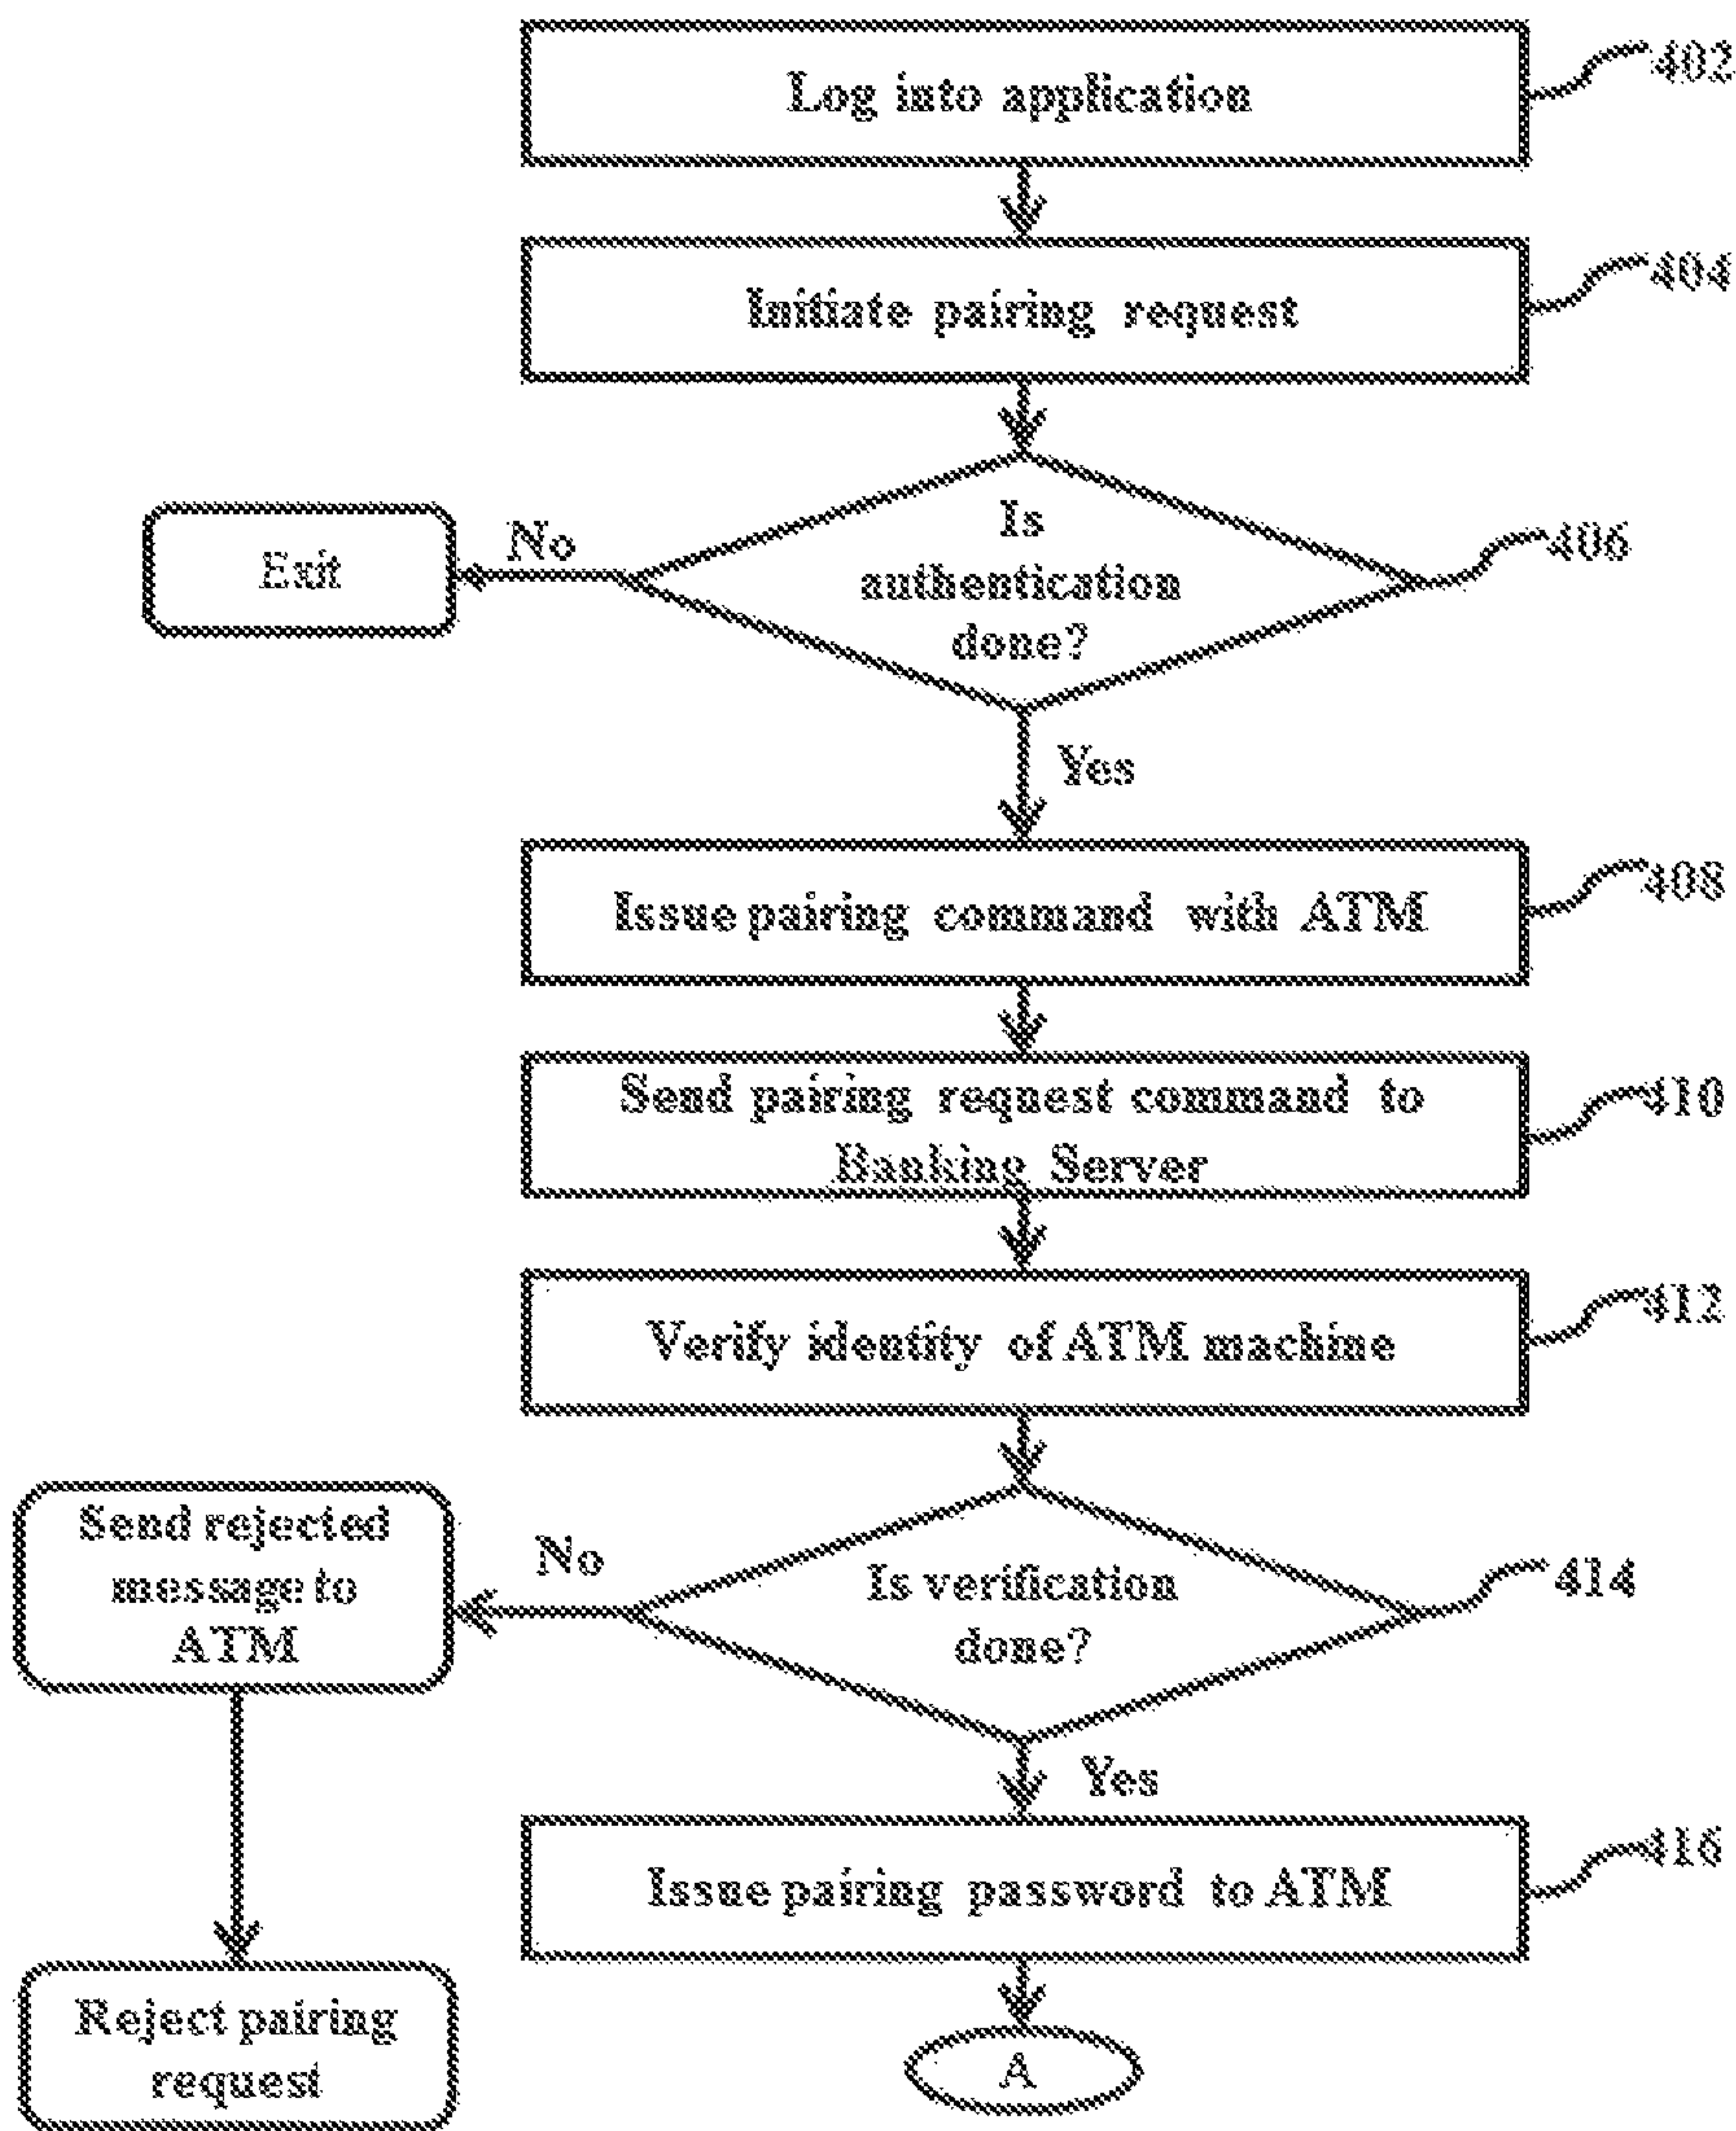 Log into application
402
Initiate pairing request
404
Is
authentication
done?
406
No
Exit
Yes
Issue pairing command with ATM
408
Send pairing request command to
Banking Server
410
Verify identity of ATM machine
412
Is verification
done?
414
No
Send rejected
message to
ATM
Yes
Issue pairing password to ATM
416
Reject pairing
request
A